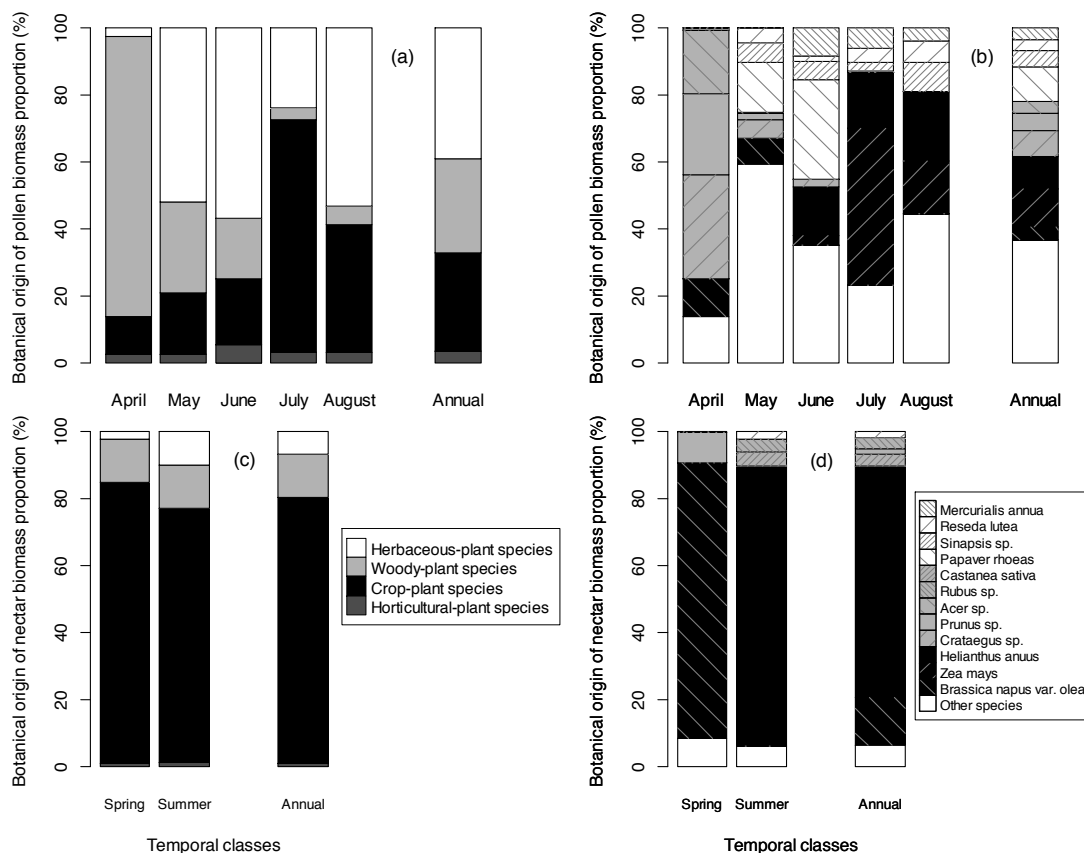 Botanical origin of pollen biomass proportion (%)
100
80
60
40
20
0
(a)
April May June July August Annual
Botanical origin of pollen biomass proportion (%)
100
80
60
40
20
0
(b)
April May June July August Annual
Botanical origin of nectar biomass proportion (%)
100
80
60
40
20
0
(c)
Herbaceous-plant species
Woody-plant species
Crop-plant species
Horticultural-plant species
Spring Summer Annual
Temporal classes
Botanical origin of nectar biomass proportion (%)
100
80
60
40
20
0
(d)
Mercurialis annua
Reseda lutea
Sinapsis sp.
Papaver rhoeas
Castanea sativa
Rubus sp.
Acer sp.
Prunus sp.
Crataegus sp.
Helianthus anuus
Zea mays
Brassica napus var. olea
Other species
Spring Summer Annual
Temporal classes